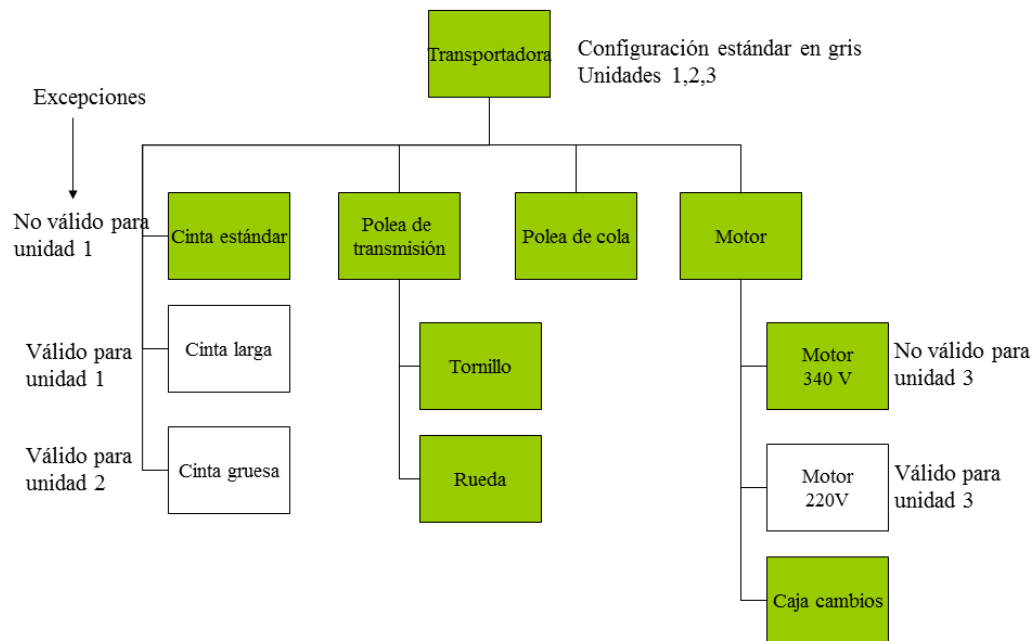 Transportadora
Configuración estándar en gris
Unidades 1,2,3
Excepciones
No válido para
unidad 1
Cinta estándar
Polea de
transmisión
Polea de cola
Motor
Válido para
unidad 1
Cinta larga
Tornillo
Motor
340 V
No válido para
unidad 3
Válido para
unidad 2
Cinta gruesa
Rueda
Motor
220V
Válido para
unidad 3
Caja cambios